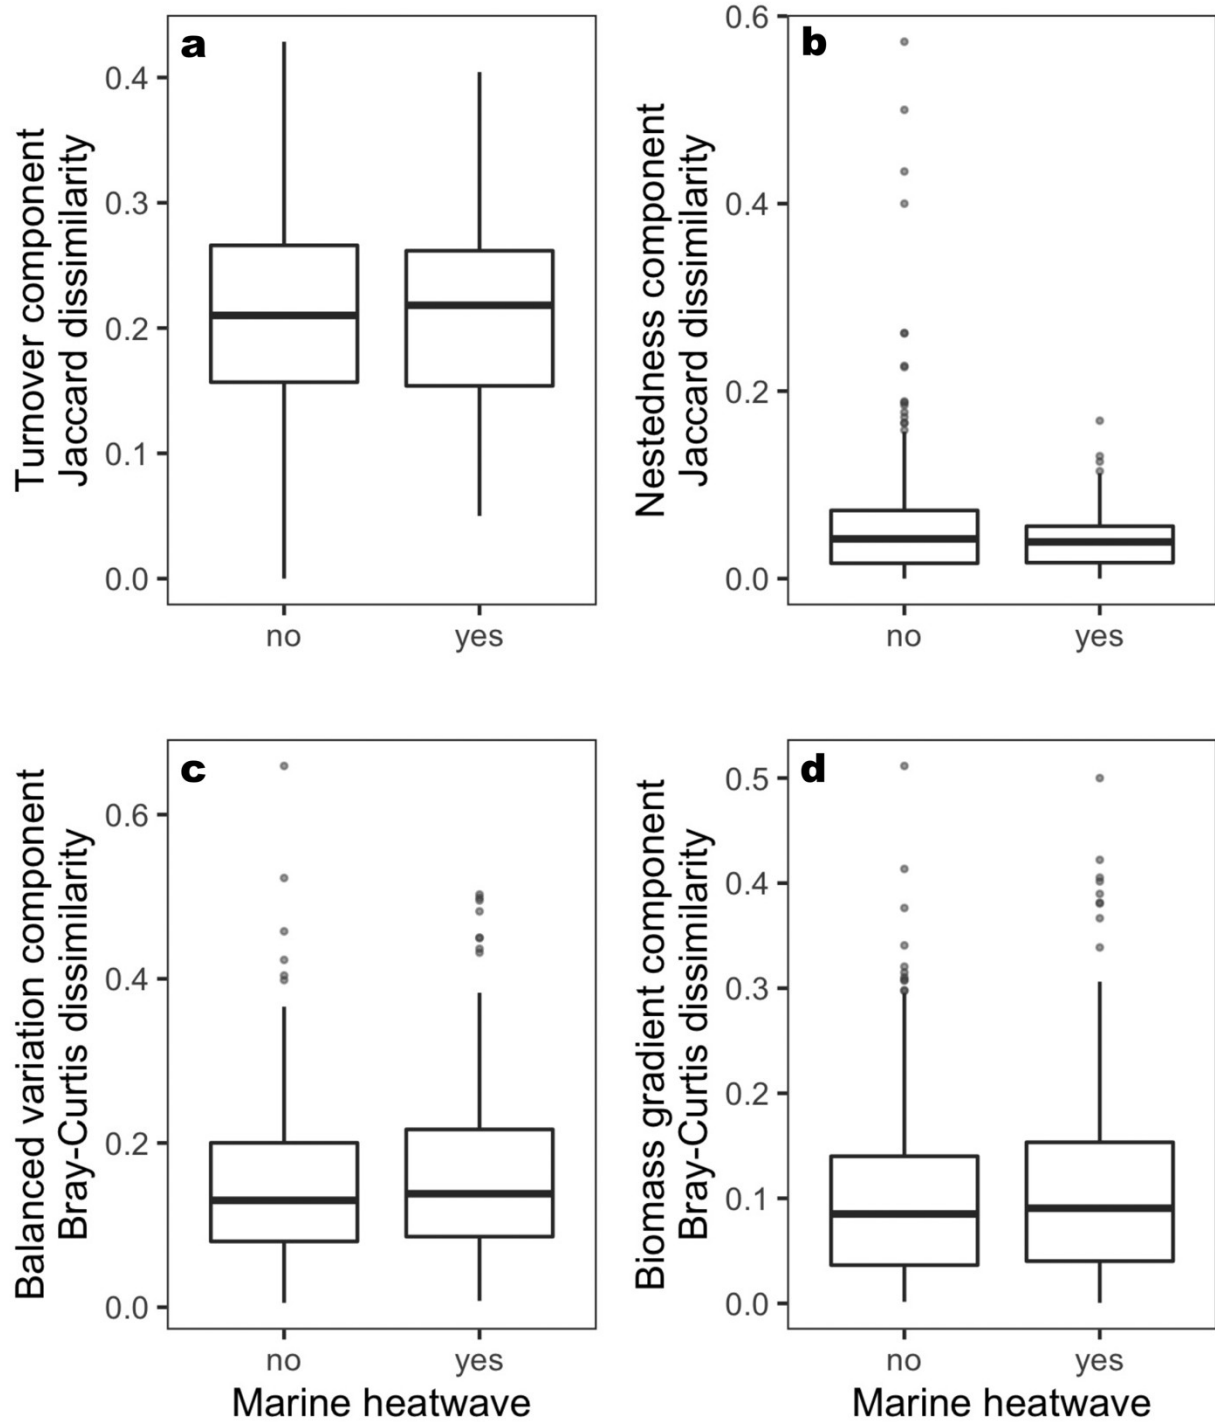 a
Turnover component
Jaccard dissimilarity
0.4
0.3
0.2
0.1
0.0
no yes
b
Nestedness component
Jaccard dissimilarity
0.6
0.4
0.2
0.0
no yes
c
Balanced variation component
Bray-Curtis dissimilarity
0.6
0.4
0.2
0.0
no yes
Marine heatwave
d
Biomass gradient component
Bray-Curtis dissimilarity
0.5
0.4
0.3
0.2
0.1
0.0
no yes
Marine heatwave